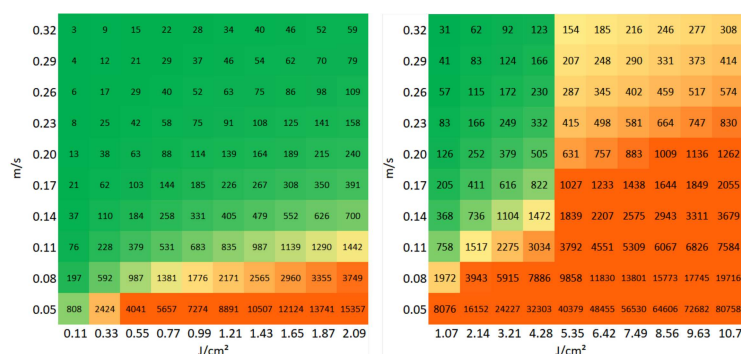 0.32 3 9 15 22 28 34 40 46 52 59
0.29 4 12 21 29 37 46 54 62 70 79
0.26 6 17 29 40 52 63 75 86 98 109
0.23 8 25 42 58 75 91 108 125 141 158
0.20 13 38 63 88 114 139 164 189 215 240
0.17 21 62 103 144 185 226 267 308 350 391
0.14 37 110 184 258 331 405 479 552 626 700
0.11 76 228 379 531 683 835 987 1139 1290 1442
0.08 197 592 987 1381 1776 2171 2565 2960 3355 3749
0.05 808 2424 4041 5657 7274 8891 10507 12124 13741 15357
0.11 0.33 0.55 0.77 0.99 1.21 1.43 1.65 1.87 2.09
m/s
J/cm²
0.32 31 62 92 123 154 185 216 246 277 308
0.29 41 83 124 166 207 248 290 331 373 414
0.26 57 115 172 230 287 345 402 459 517 574
0.23 83 166 249 332 415 498 581 664 747 830
0.20 126 252 379 505 631 757 883 1009 1136 1262
0.17 205 411 616 822 1027 1233 1438 1644 1849 2055
0.14 368 736 1104 1472 1839 2207 2575 2943 3311 3679
0.11 758 1517 2275 3034 3792 4551 5309 6067 6826 7584
0.08 1972 3943 5915 7886 9858 11830 13801 15773 17745 19716
0.05 8076 16152 24227 32303 40379 48455 56530 64606 72682 80758
1.07 2.14 3.21 4.28 5.35 6.42 7.49 8.56 9.63 10.7
m/s
J/cm²